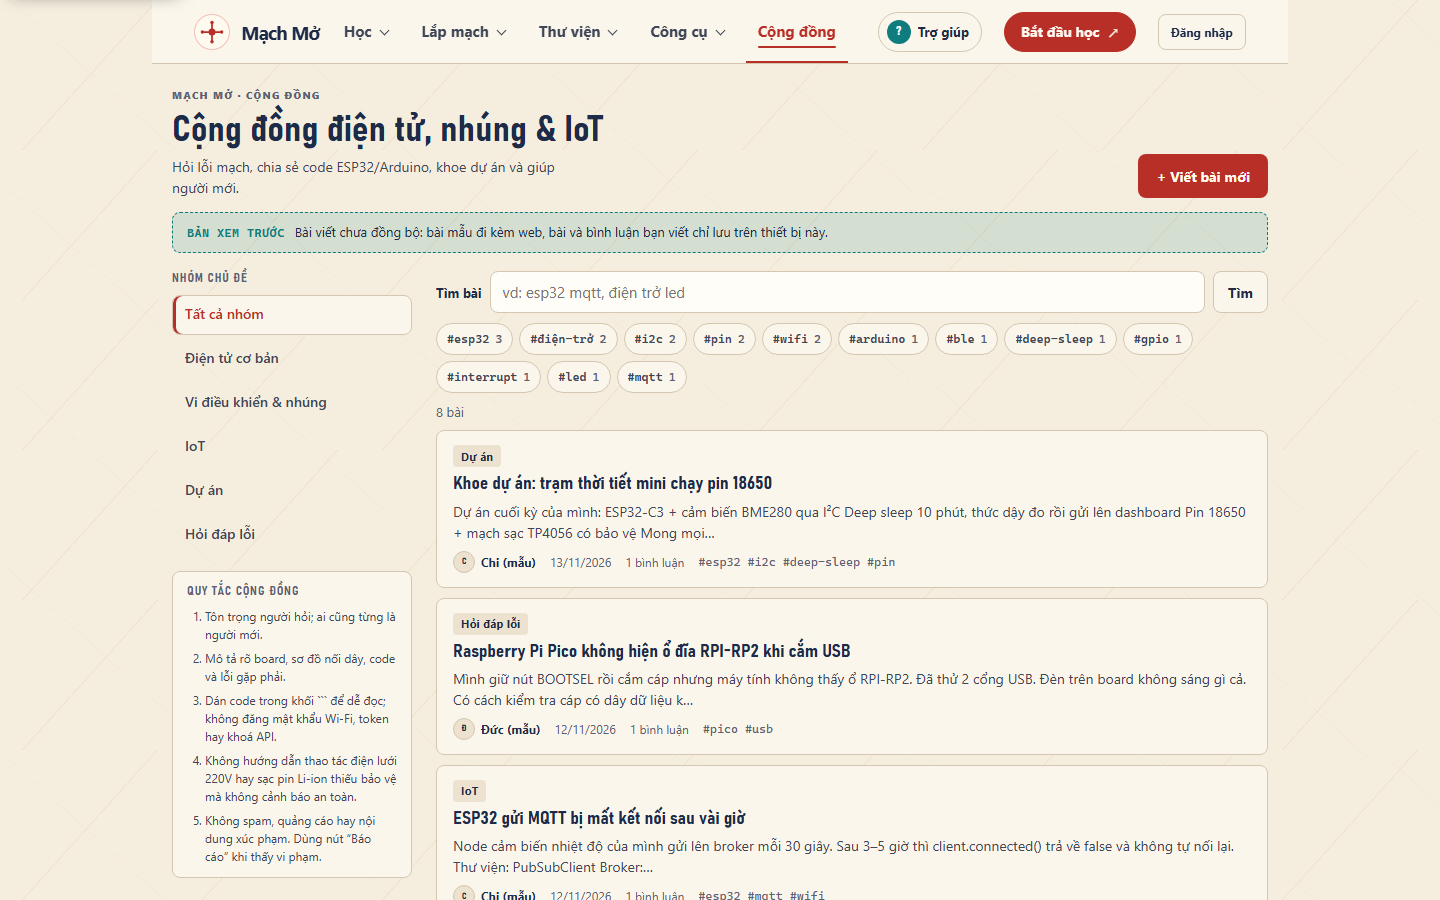 Mạch Mở
Học
Lắp mạch
Thư viện
Công cụ
Cộng đồng
? Trợ giúp
Bắt đầu học ↗
Đăng nhập
MẠCH MỞ · CỘNG ĐỒNG
Cộng đồng điện tử, nhúng & IoT
Hỏi lỗi mạch, chia sẻ code ESP32/Arduino, khoe dự án và giúp
người mới.
+ Viết bài mới
BẢN XEM TRƯỚC Bài viết chưa đồng bộ: bài mẫu đi kèm web, bài và bình luận bạn viết chỉ lưu trên thiết bị này.
NHÓM CHỦ ĐỀ
Tất cả nhóm
Điện tử cơ bản
Vi điều khiển & nhúng
IoT
Dự án
Hỏi đáp lỗi
QUY TẮC CỘNG ĐỒNG
1. Tôn trọng người hỏi; ai cũng từng là
người mới.
2. Mô tả rõ board, sơ đồ nối dây, code
và lỗi gặp phải.
3. Dán code trong khối ``` để dễ đọc;
không đăng mật khẩu Wi-Fi, token
hay khoá API.
4. Không hướng dẫn thao tác điện lưới
220V hay sạc pin Li-ion thiếu bảo vệ
mà không cảnh báo an toàn.
5. Không spam, quảng cáo hay nội
dung xúc phạm. Dùng nút “Báo
cáo” khi thấy vi phạm.
Tìm bài
vd: esp32 mqtt, điện trở led
Tìm
#esp32 3 #điện-trở 2 #i2c 2 #pin 2 #wifi 2 #arduino 1 #ble 1 #deep-sleep 1 #gpio 1
#interrupt 1 #led 1 #mqtt 1
8 bài
Dự án
Khoe dự án: trạm thời tiết mini chạy pin 18650
Dự án cuối kỳ của mình: ESP32-C3 + cảm biến BME280 qua I²C Deep sleep 10 phút, thức dậy đo rồi gửi lên dashboard Pin 18650
+ mạch sạc TP4056 có bảo vệ Mong mọi…
C Chi (mẫu) 13/11/2026 1 bình luận #esp32 #i2c #deep-sleep #pin
Hỏi đáp lỗi
Raspberry Pi Pico không hiện ổ đĩa RPI-RP2 khi cắm USB
Mình giữ nút BOOTSEL rồi cắm cáp nhưng máy tính không thấy ổ RPI-RP2. Đã thử 2 cổng USB. Đèn trên board không sáng gì cả.
Có cách kiểm tra cáp có dây dữ liệu k…
Đ Đức (mẫu) 12/11/2026 1 bình luận #pico #usb
IoT
ESP32 gửi MQTT bị mất kết nối sau vài giờ
Node cảm biến nhiệt độ của mình gửi lên broker mỗi 30 giây. Sau 3–5 giờ thì client.connected() trả về false và không tự nối lại.
Thư viện: PubSubClient Broker:…
C Chi (mẫu) 12/11/2026 1 bình luận #esp32 #mqtt #wifi